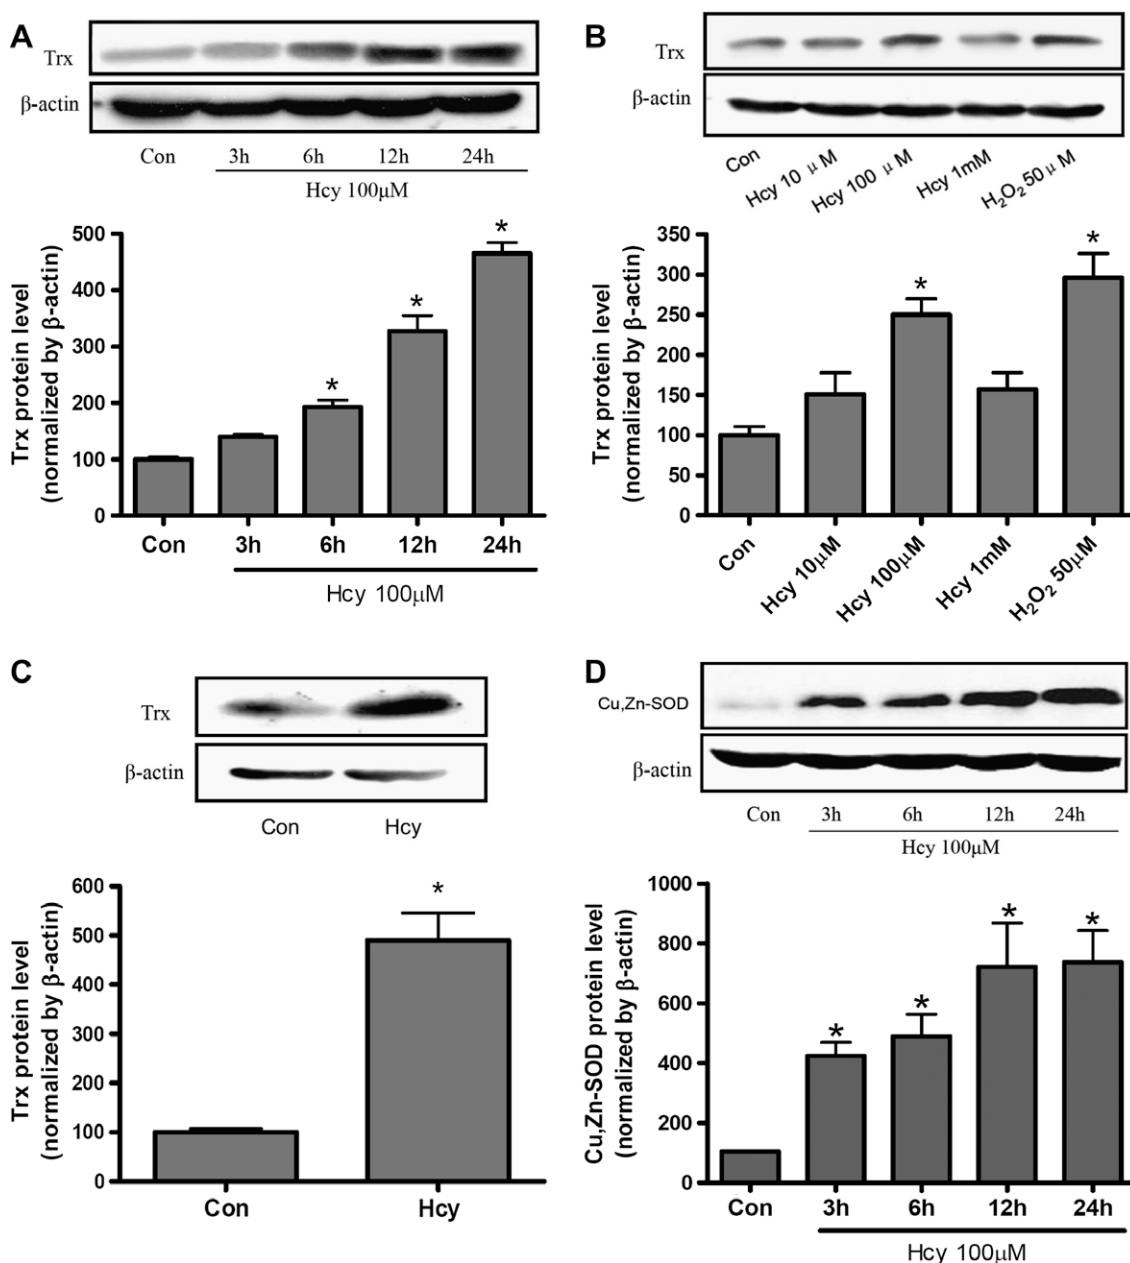 A
Trx
β-actin
Con 3h 6h 12h 24h
Hcy 100μM
Trx protein level
(normalized by β-actin)
500
400
300
200
100
0
* * * *
Con 3h 6h 12h 24h
Hcy 100μM
B
Trx
β-actin
Con Hcy 10 μM Hcy 100 μM Hcy 1mM H₂O₂ 50 μM
Trx protein level
(normalized by β-actin)
350
300
250
200
150
100
50
0
* *
Con Hcy 10μM Hcy 100μM Hcy 1mM H₂O₂ 50μM
C
Trx
β-actin
Con Hcy
Trx protein level
(normalized by β-actin)
600
500
400
300
200
100
0
*
Con Hcy
D
Cu,Zn-SOD
β-actin
Con 3h 6h 12h 24h
Hcy 100μM
Cu,Zn-SOD protein level
(normalized by β-actin)
1000
800
600
400
200
0
* * * *
Con 3h 6h 12h 24h
Hcy 100μM